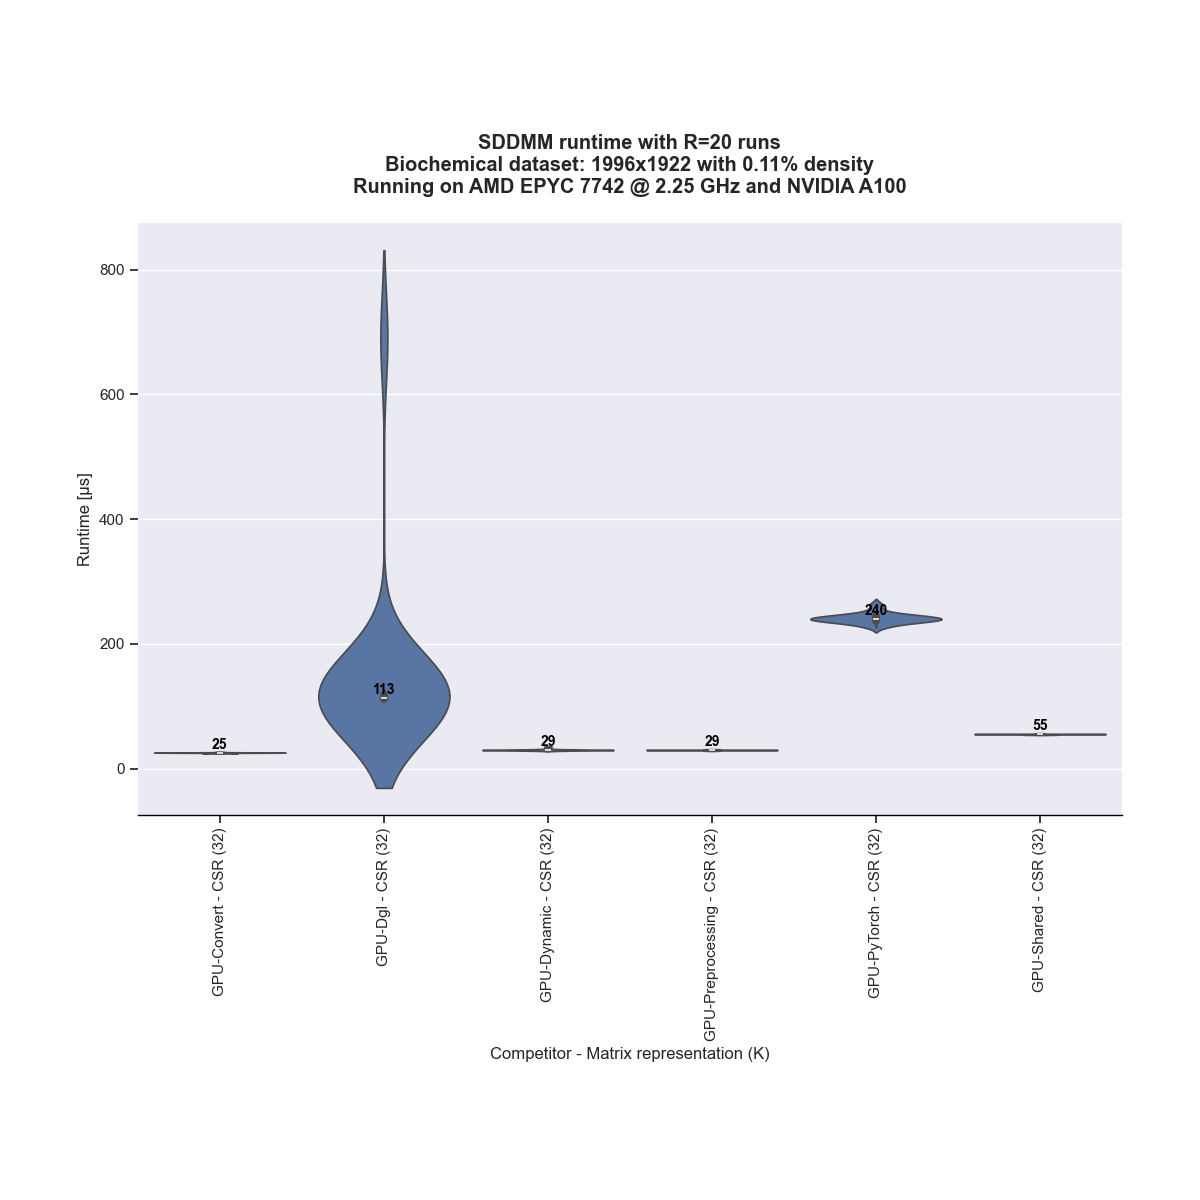 SDDMM runtime with R=20 runs
Biochemical dataset: 1996x1922 with 0.11% density
Running on AMD EPYC 7742 @ 2.25 GHz and NVIDIA A100
800
600
400
200
0
Runtime [μs]
25
113
29
29
240
55
GPU-Convert - CSR (32)
GPU-Dgl - CSR (32)
GPU-Dynamic - CSR (32)
GPU-Preprocessing - CSR (32)
GPU-PyTorch - CSR (32)
GPU-Shared - CSR (32)
Competitor - Matrix representation (K)